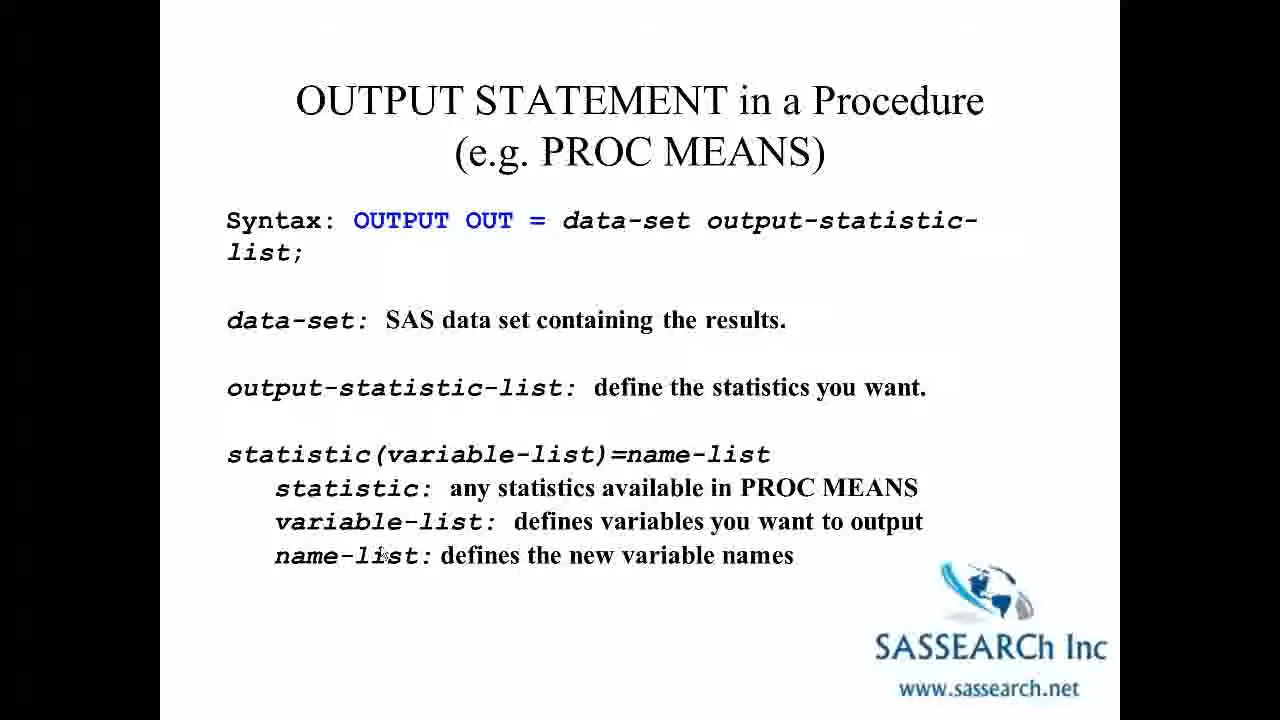 OUTPUT STATEMENT in a Procedure
(e.g. PROC MEANS)
Syntax: OUTPUT OUT = data-set output-statistic-
list;
data-set: SAS data set containing the results.
output-statistic-list: define the statistics you want.
statistic(variable-list)=name-list
statistic: any statistics available in PROC MEANS
variable-list: defines variables you want to output
name-list: defines the new variable names
SASSEARCh Inc
www.sassearch.net